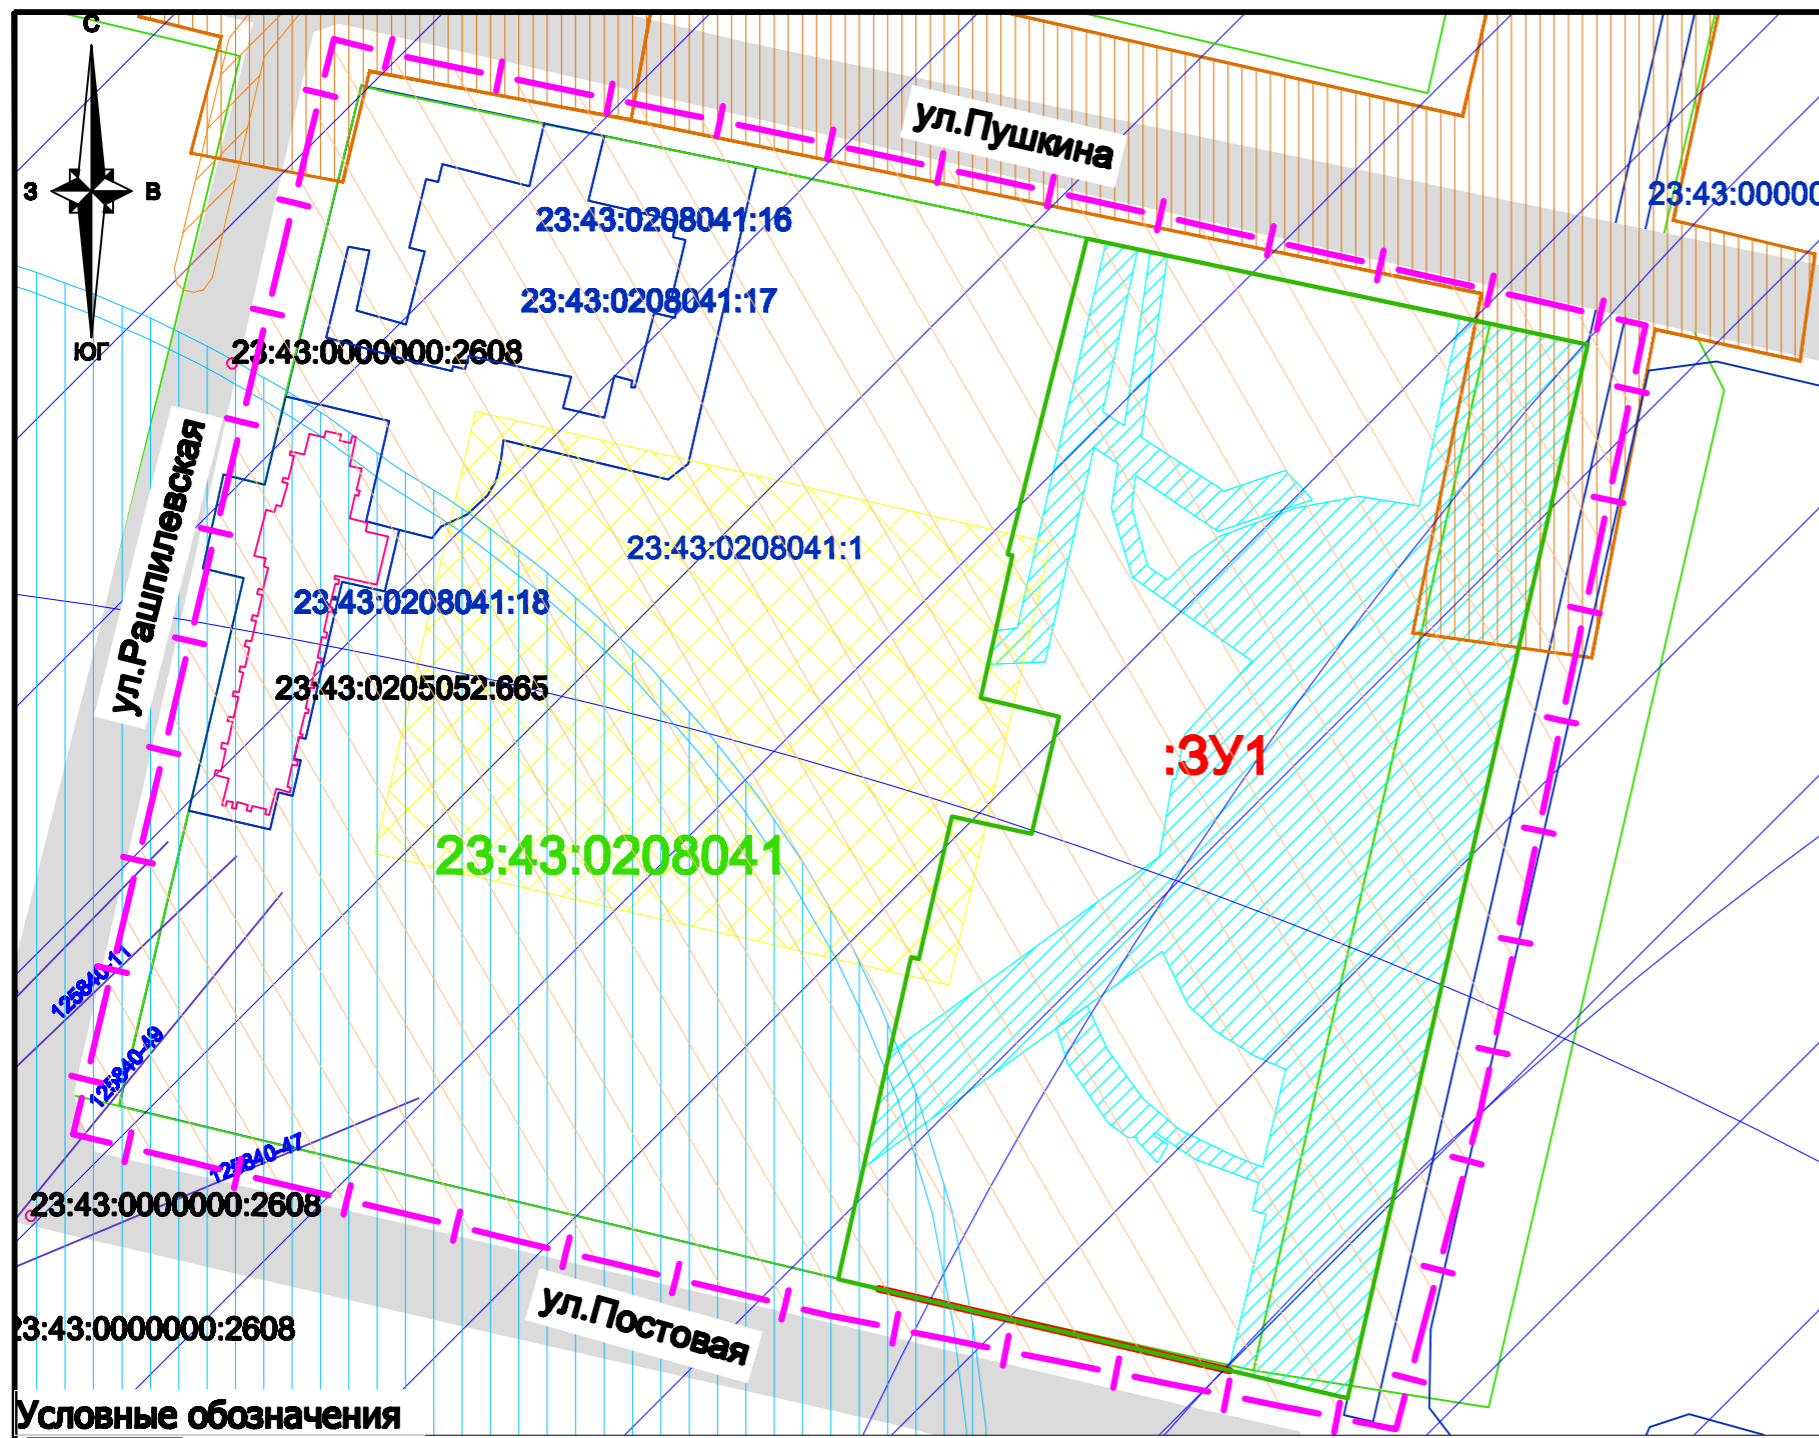 С
З
В
ЮГ
ул.Пушкина
23:43:00000
23:43:0208041:16
23:43:0208041:17
23:43:0000000:2608
ул.Рашпилевская
23:43:0208041:1
23:43:0208041:18
23:43:0205052:665
:ЗУ1
23:43:0208041
125840-11
125840-49
125840-47
23:43:0000000:2608
ул.Постовая
23:43:0000000:2608
Условные обозначения